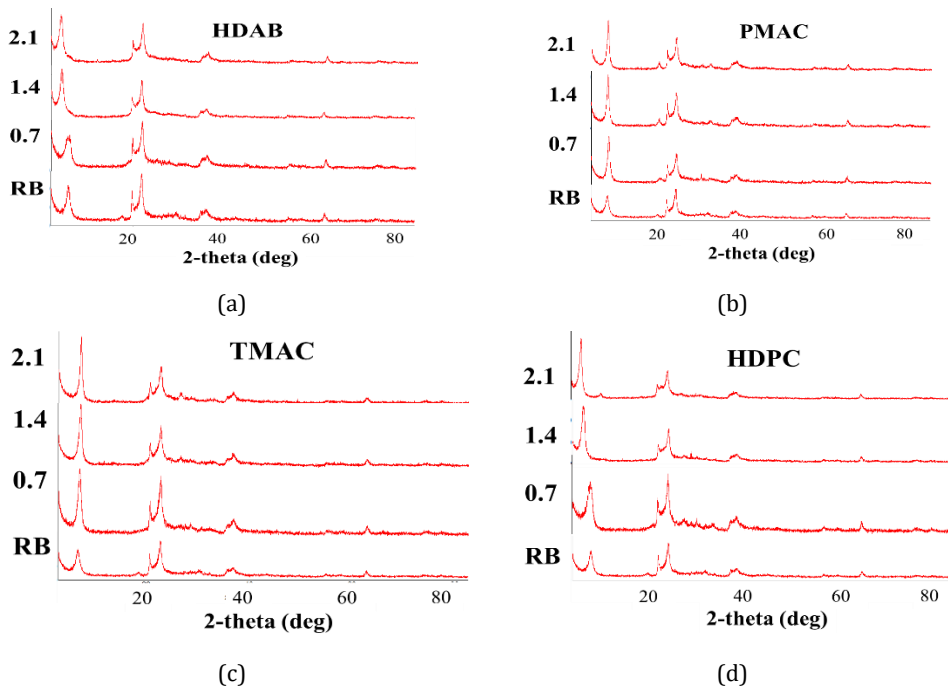 HDAB
2.1
1.4
0.7
RB
20 40 60 80
2-theta (deg)
(a)
PMAC
2.1
1.4
0.7
RB
20 40 60 80
2-theta (deg)
(b)
TMAC
2.1
1.4
0.7
RB
20 40 60 80
2-theta (deg)
(c)
HDPC
2.1
1.4
0.7
RB
20 40 60 80
2-theta (deg)
(d)